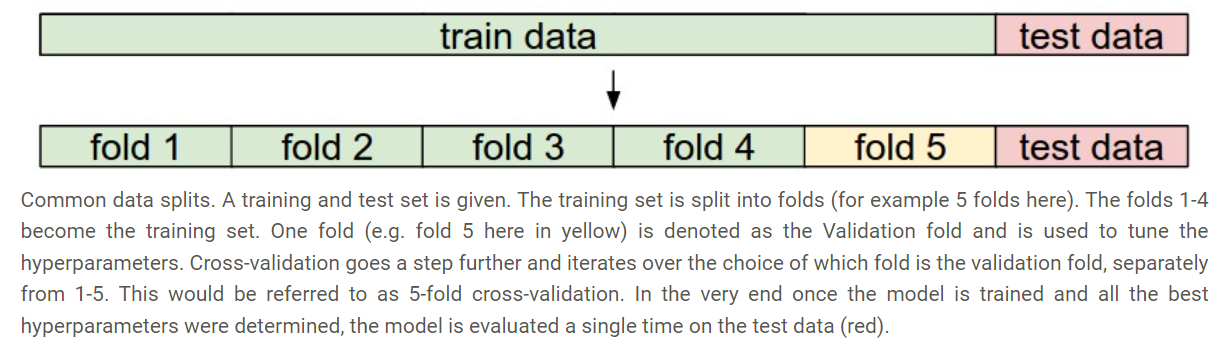 train data test data
fold 1 fold 2 fold 3 fold 4 fold 5 test data
Common data splits. A training and test set is given. The training set is split into folds (for example 5 folds here). The folds 1-4
become the training set. One fold (e.g. fold 5 here in yellow) is denoted as the Validation fold and is used to tune the
hyperparameters. Cross-validation goes a step further and iterates over the choice of which fold is the validation fold, separately
from 1-5. This would be referred to as 5-fold cross-validation. In the very end once the model is trained and all the best
hyperparameters were determined, the model is evaluated a single time on the test data (red).